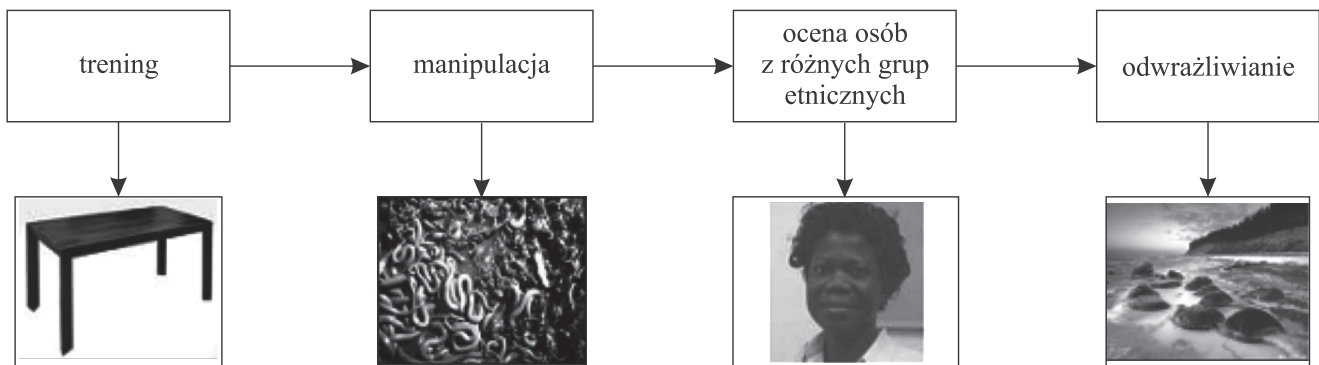 trening
manipulacja
ocena osób
z różnych grup
etnicznych
odwrażliwianie